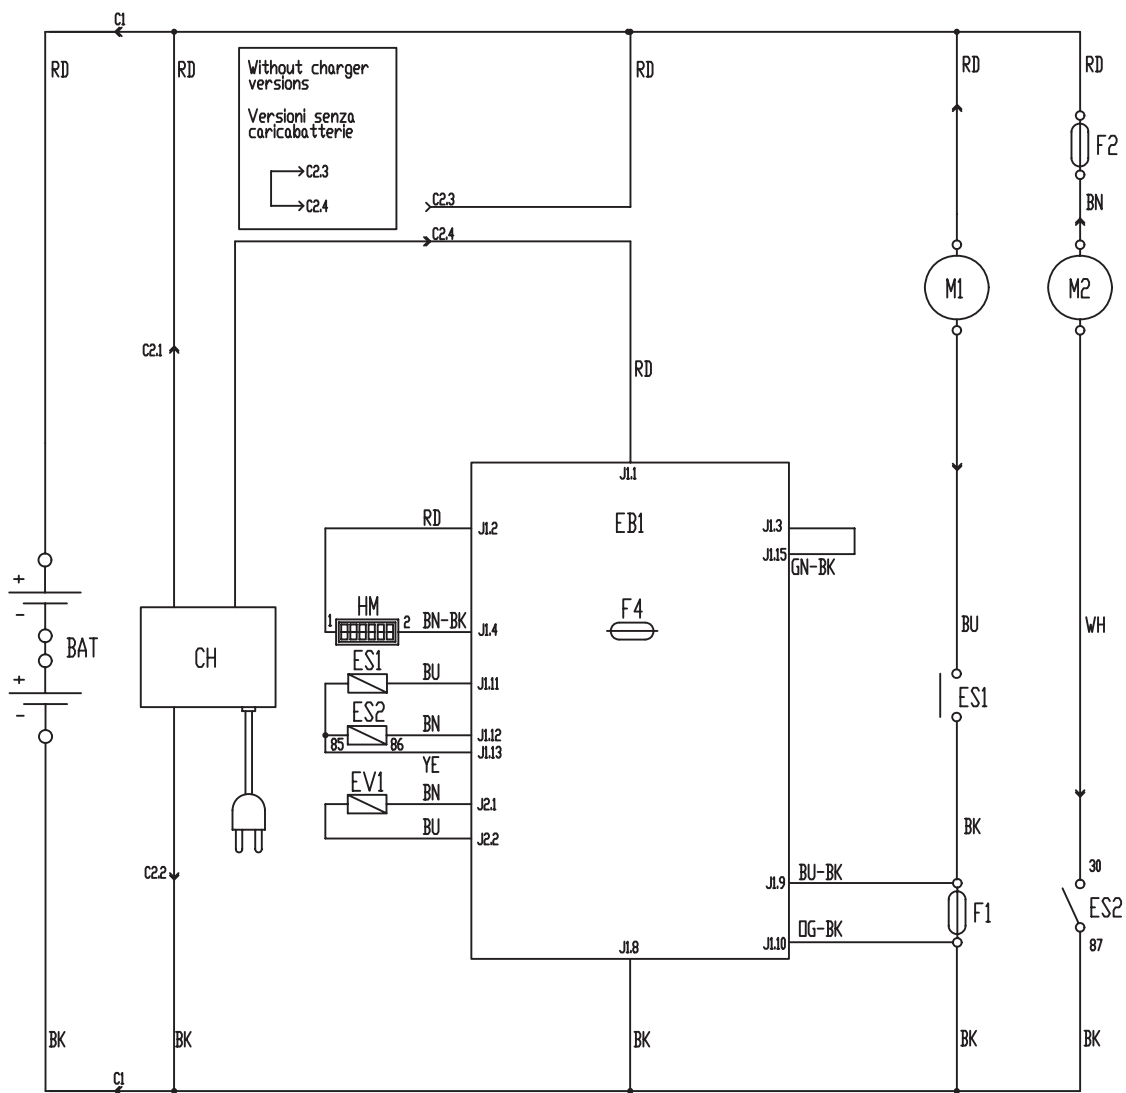 C1
RD
RD
Without charger
versions
Versioni senza
caricabatterie
C2.3
C2.4
RD
RD
RD
F2
BN
C2.3
C2.4
M1
M2
C2.1
RD
J1.1
EB1
RD
J1.2
J1.3
J1.15
GN-BK
+
-
BAT
+
-
CH
HM
1
2
BN-BK
J1.4
F4
ES1
BU
J1.11
ES2
BN
J1.12
85
86
J1.13
YE
EV1
BN
J2.1
BU
J2.2
BU
WH
ES1
BK
C2.2
J1.9
BU-BK
F1
J1.10
OG-BK
30
ES2
87
J1.8
BK
BK
BK
BK
BK
C1